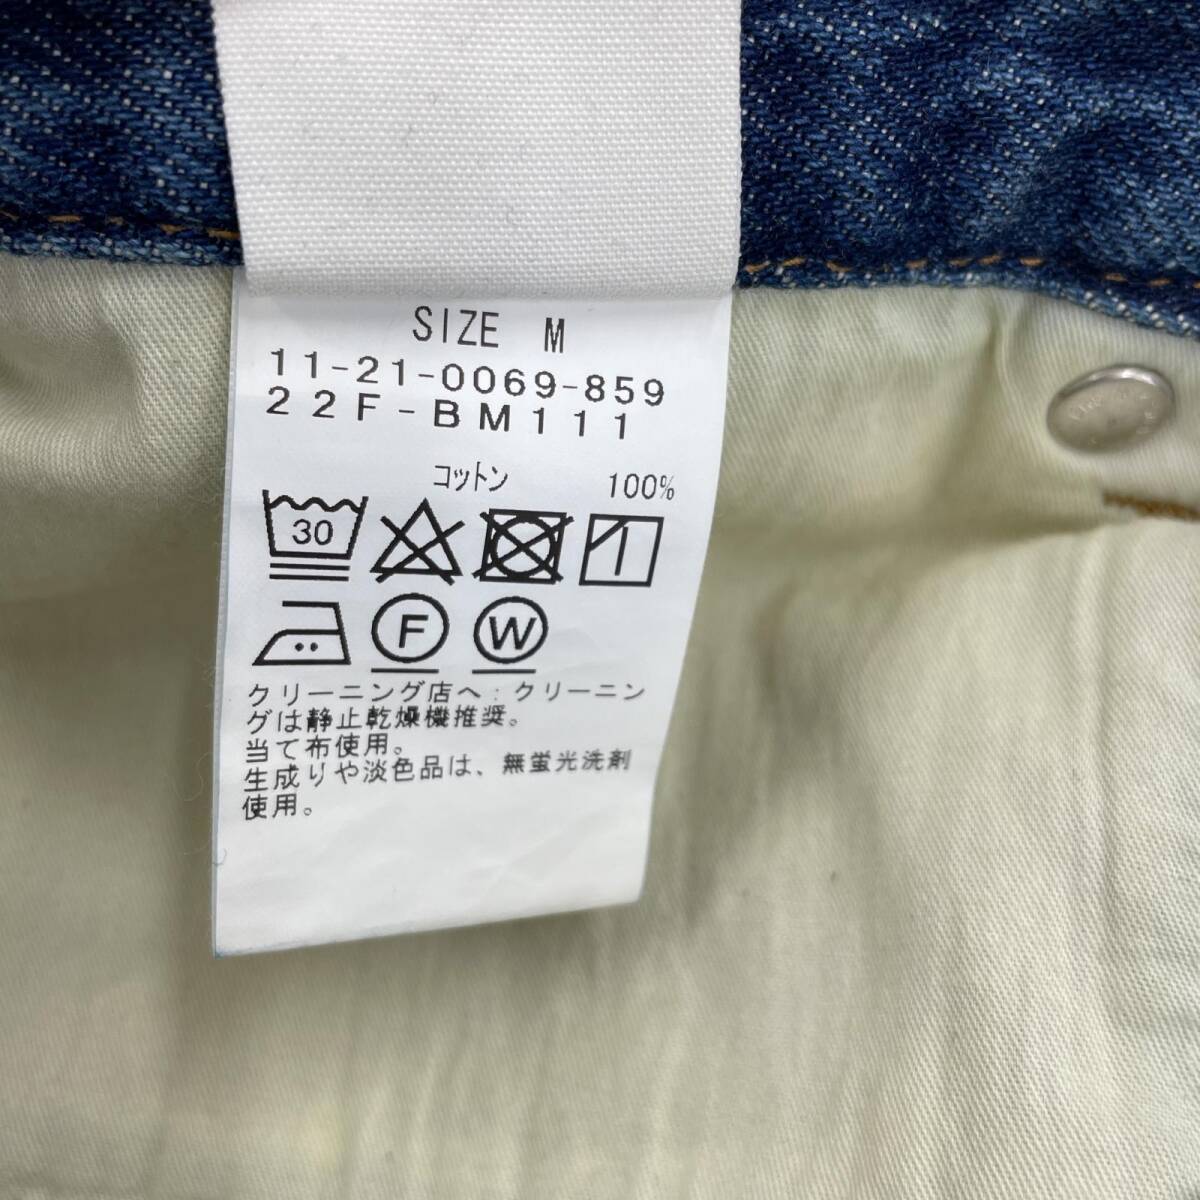 SIZE M
11-21-0069-859
22F-BM111
コットン 100%
30
F W
クリーニング店へ：クリーニン
グは静止乾燥機推奨。
当て布使用。
生成りや淡色品は、無蛍光洗剤
使用。